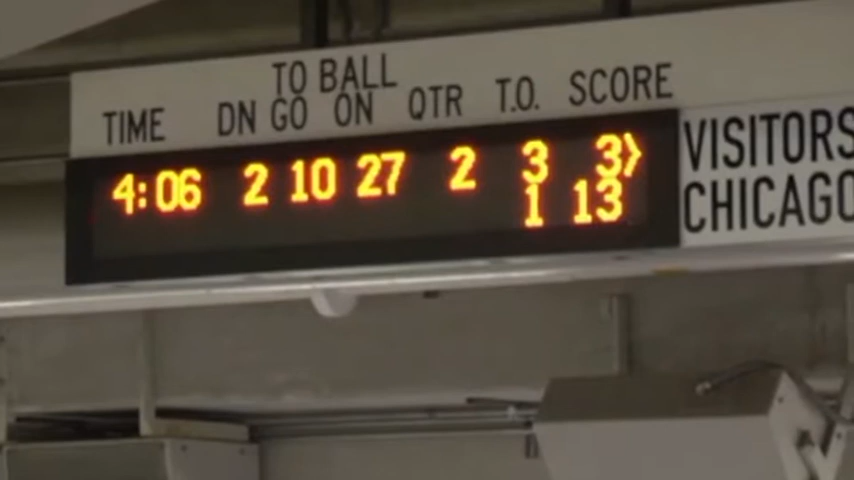 TO BALL
TIME DN GO ON QTR T.O. SCORE
4:06 2 10 27 2 3 3> VISITORS
1 13 CHICAGO